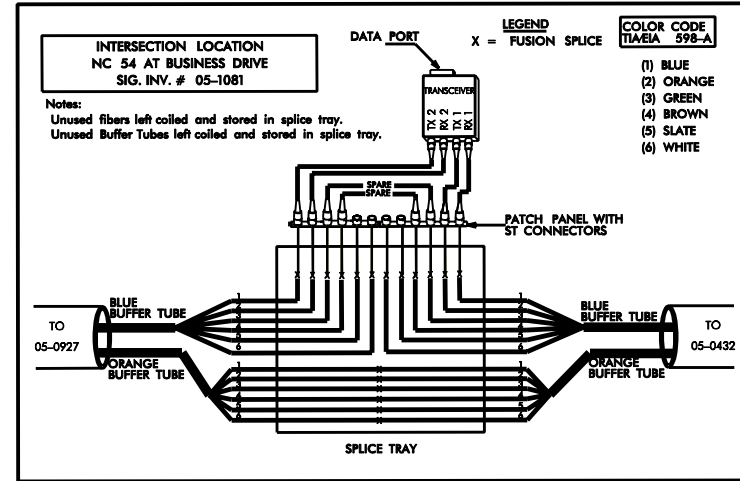 INTERSECTION LOCATION
NC 54 AT BUSINESS DRIVE
SIG. INV. # 05-1081
Notes:
Unused fibers left coiled and stored in splice tray.
Unused Buffer Tubes left coiled and stored in splice tray.
DATA PORT
LEGEND
X = FUSION SPLICE
COLOR CODE
TIA/EIA 598-A
(1) BLUE
(2) ORANGE
(3) GREEN
(4) BROWN
(5) SLATE
(6) WHITE
TRANSCEIVER
TX 2
RX 2
TX 1
RX 1
SPARE
SPARE
PATCH PANEL WITH
ST CONNECTORS
X X X X X X X X X X X X
BLUE
BUFFER TUBE
1
2
3
4
5
6
TO
05-0927
ORANGE
BUFFER TUBE
1
2
3
4
5
6
1
2
3
4
5
6
BLUE
BUFFER TUBE
TO
05-0432
ORANGE
BUFFER TUBE
1
2
3
4
5
6
X
X
X
X
X
X
SPLICE TRAY